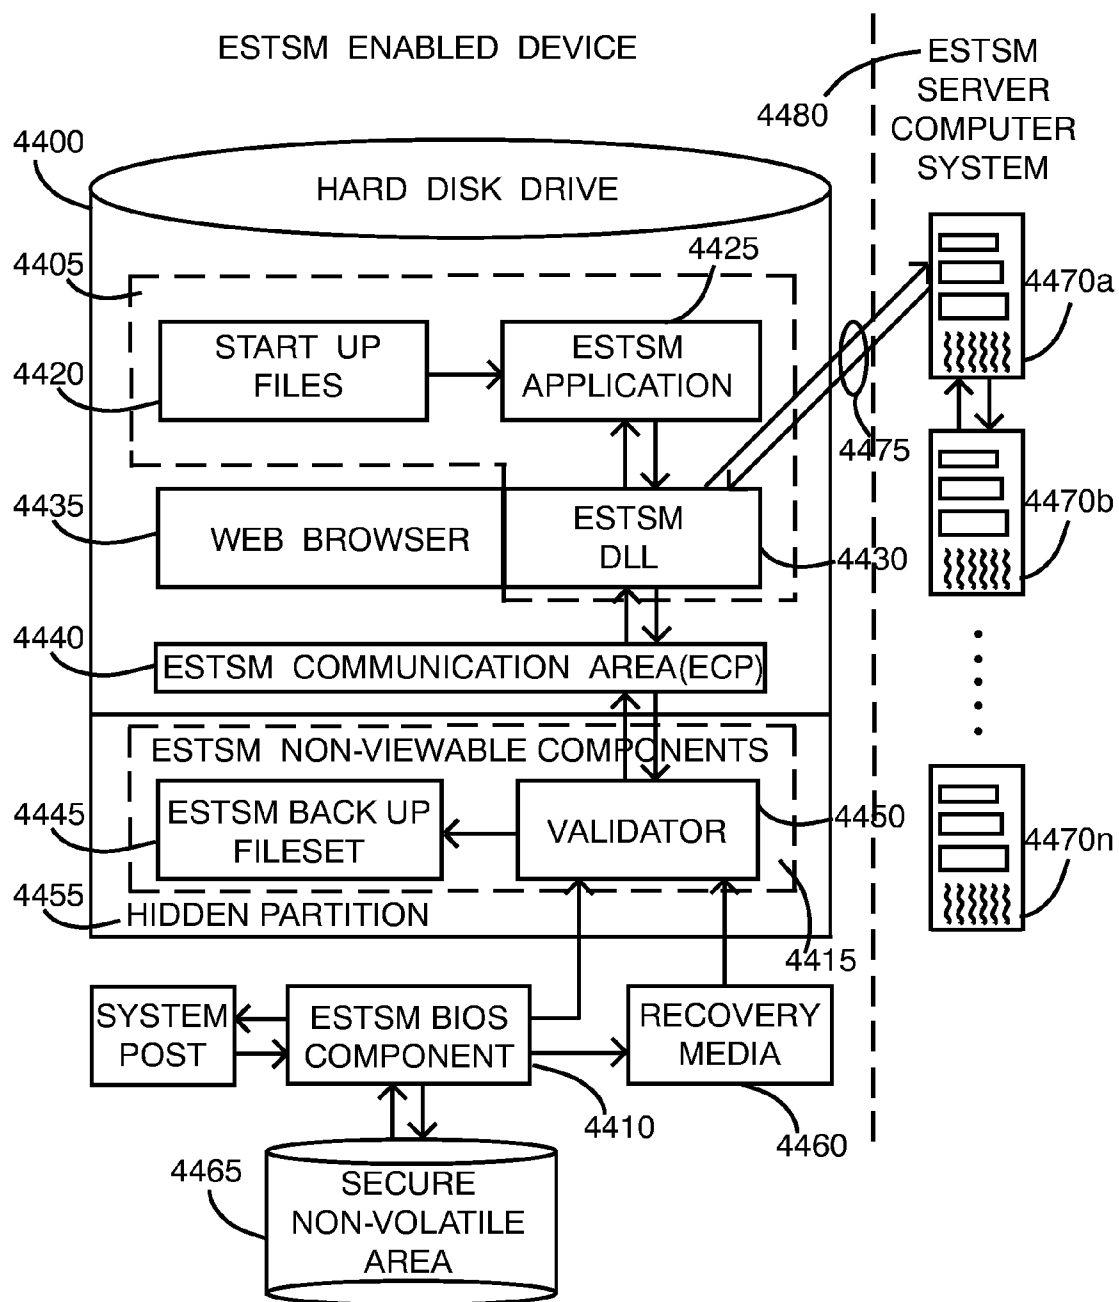 ESTSM ENABLED DEVICE
ESTSM
SERVER
COMPUTER
SYSTEM
4480
4400
HARD DISK DRIVE
4405
4425
4470a
START UP
FILES
ESTSM
APPLICATION
4420
4475
4435
WEB BROWSER
ESTSM
DLL
4430
4470b
4440
ESTSM COMMUNICATION AREA(ECP)
ESTSM NON-VIEWABLE COMPONENTS
4445
ESTSM BACK UP
FILESET
VALIDATOR
4450
4470n
4455
HIDDEN PARTITION
4415
SYSTEM
POST
ESTSM BIOS
COMPONENT
RECOVERY
MEDIA
4410
4460
4465
SECURE
NON-VOLATILE
AREA